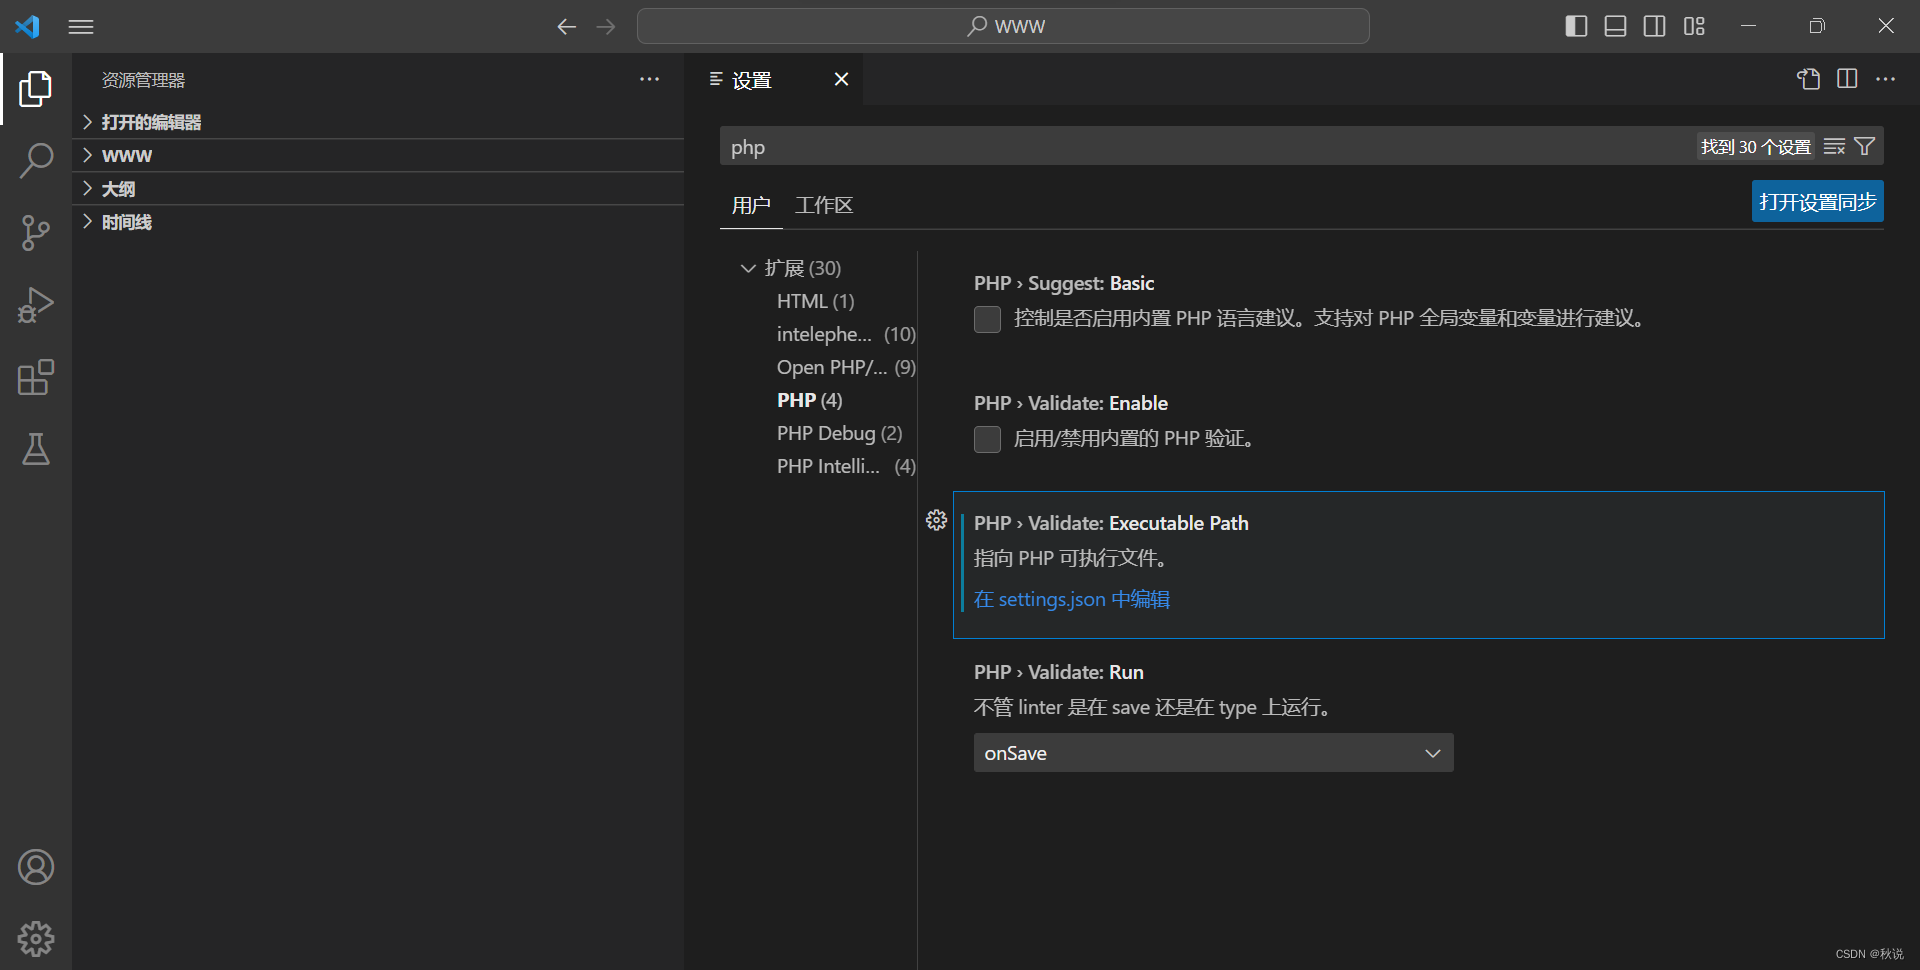 WWW
资源管理器
打开的编辑器
WWW
大纲
时间线
设置
php
找到 30 个设置
用户
工作区
打开设置同步
扩展 (30)
HTML (1)
intelephe... (10)
Open PHP/... (9)
PHP (4)
PHP Debug (2)
PHP Intelli... (4)
PHP › Suggest: Basic
控制是否启用内置 PHP 语言建议。支持对 PHP 全局变量和变量进行建议。
PHP › Validate: Enable
启用/禁用内置的 PHP 验证。
PHP › Validate: Executable Path
指向 PHP 可执行文件。
在 settings.json 中编辑
PHP › Validate: Run
不管 linter 是在 save 还是在 type 上运行。
onSave
CSDN @秋说